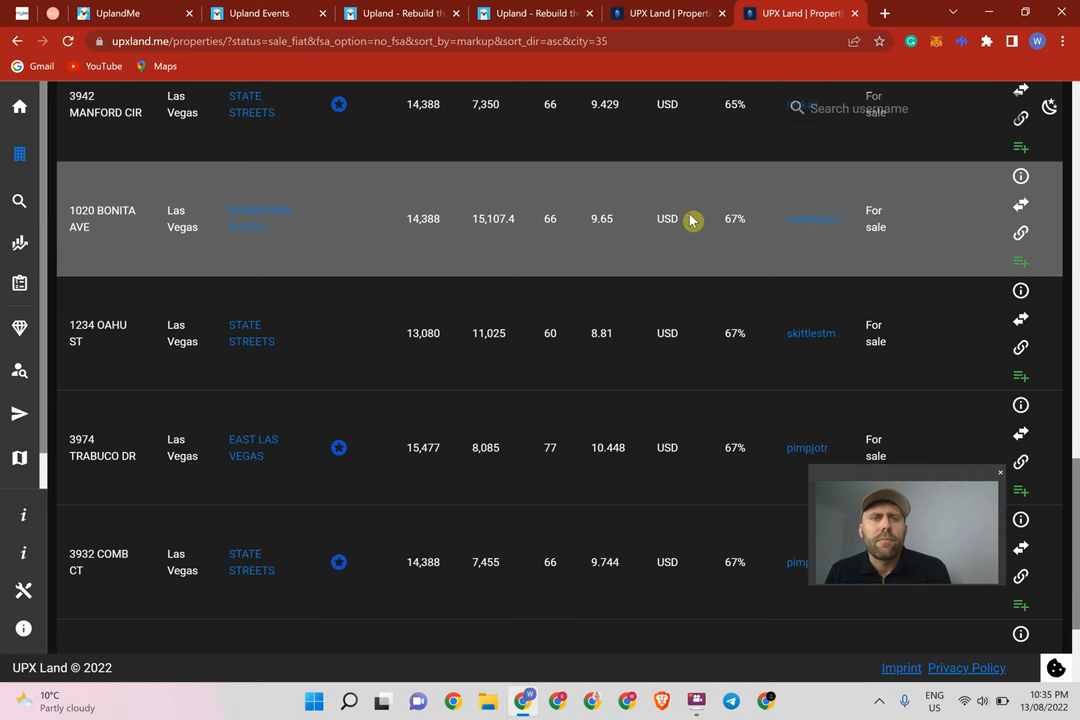 UplandMe
Upland Events
Upland - Rebuild th
Upland - Rebuild th
UPX Land | Properti
UPX Land | Properti
upxland.me/properties/?status=sale_fiat&fsa_option=no_fsa&sort_by=markup&sort_dir=asc&city=35
Gmail YouTube Maps
Search username
3942 MANFORD CIR
Las Vegas
STATE STREETS
14,388 7,350 66 9.429 USD 65%
For sale
1020 BONITA AVE
Las Vegas
14,388 15,107.4 66 9.65 USD 67%
For sale
1234 OAHU ST
Las Vegas
STATE STREETS
13,080 11,025 60 8.81 USD 67% skittlestm
For sale
3974 TRABUCO DR
Las Vegas
EAST LAS VEGAS
15,477 8,085 77 10.448 USD 67% pimpjotr
For sale
3932 COMB CT
Las Vegas
STATE STREETS
14,388 7,455 66 9.744 USD 67%
UPX Land © 2022
Imprint Privacy Policy
10°C
Partly cloudy
ENG
US
10:35 PM
13/08/2022